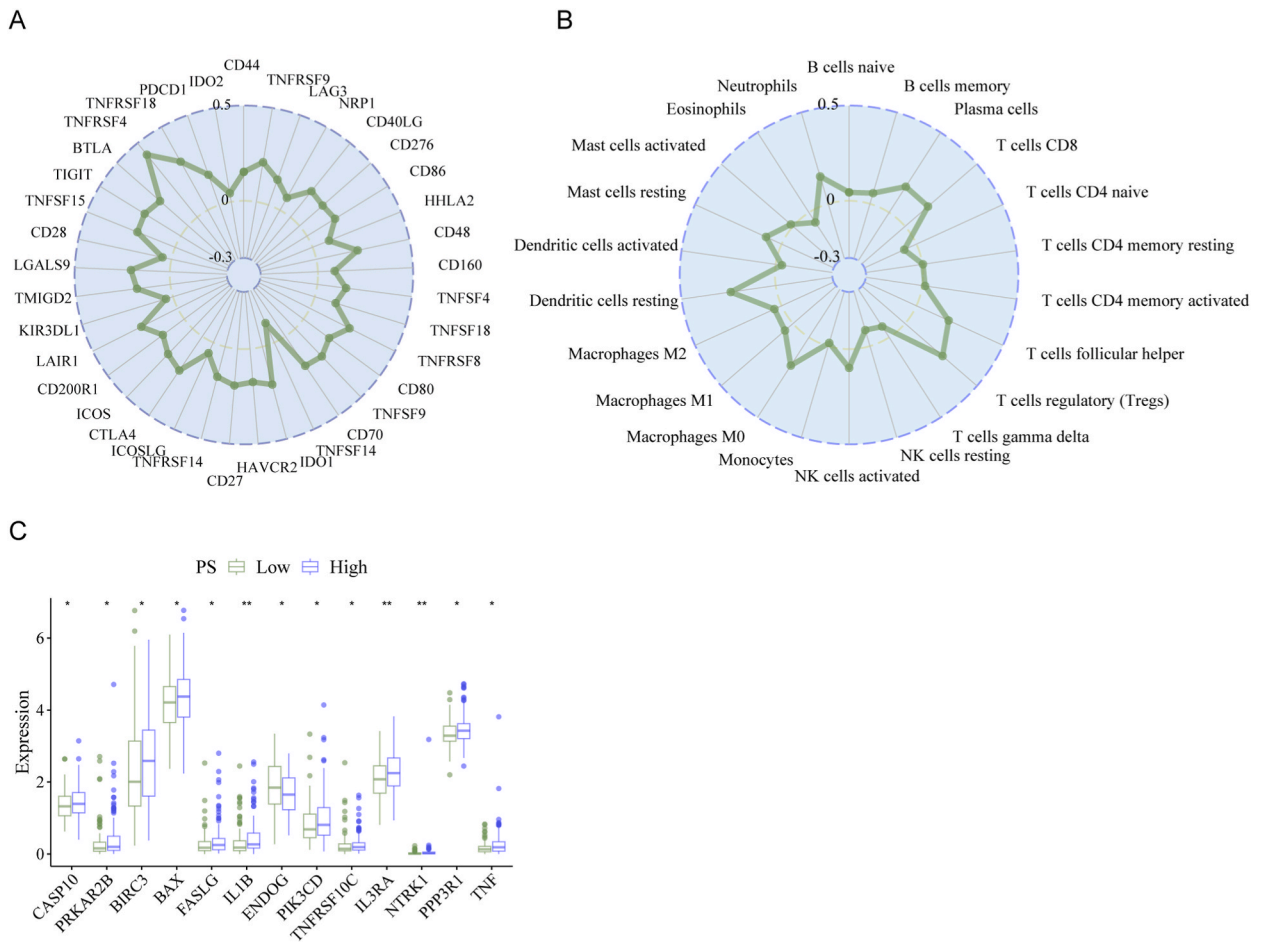 A
B
CD44
IDO2
TNFRSF9
PDCD1
LAG3
TNFRSF18
NRP1
TNFRSF4
CD40LG
BTLA
CD276
TIGIT
CD86
TNFSF15
HHLA2
CD28
CD48
LGALS9
CD160
TMIGD2
TNFSF4
KIR3DL1
TNFSF18
LAIR1
TNFRSF8
CD200R1
CD80
ICOS
TNFSF9
CTLA4
CD70
ICOSLG
TNFSF14
TNFRSF14
IDO1
HAVCR2
CD27
0.5
0
-0.3
B cells naive
Neutrophils
B cells memory
Eosinophils
Plasma cells
Mast cells activated
T cells CD8
Mast cells resting
T cells CD4 naive
Dendritic cells activated
T cells CD4 memory resting
Dendritic cells resting
T cells CD4 memory activated
Macrophages M2
T cells follicular helper
Macrophages M1
T cells regulatory (Tregs)
Macrophages M0
T cells gamma delta
Monocytes
NK cells resting
NK cells activated
0.5
0
-0.3
C
PS Low High
* * * * * ** * * * ** ** * *
Expression
6
4
2
0
CASP10
PRKAR2B
BIRC3
BAX
FASLG
IL1B
ENDOG
PIK3CD
TNFRSF10C
IL3RA
NTRK1
PPP3R1
TNF